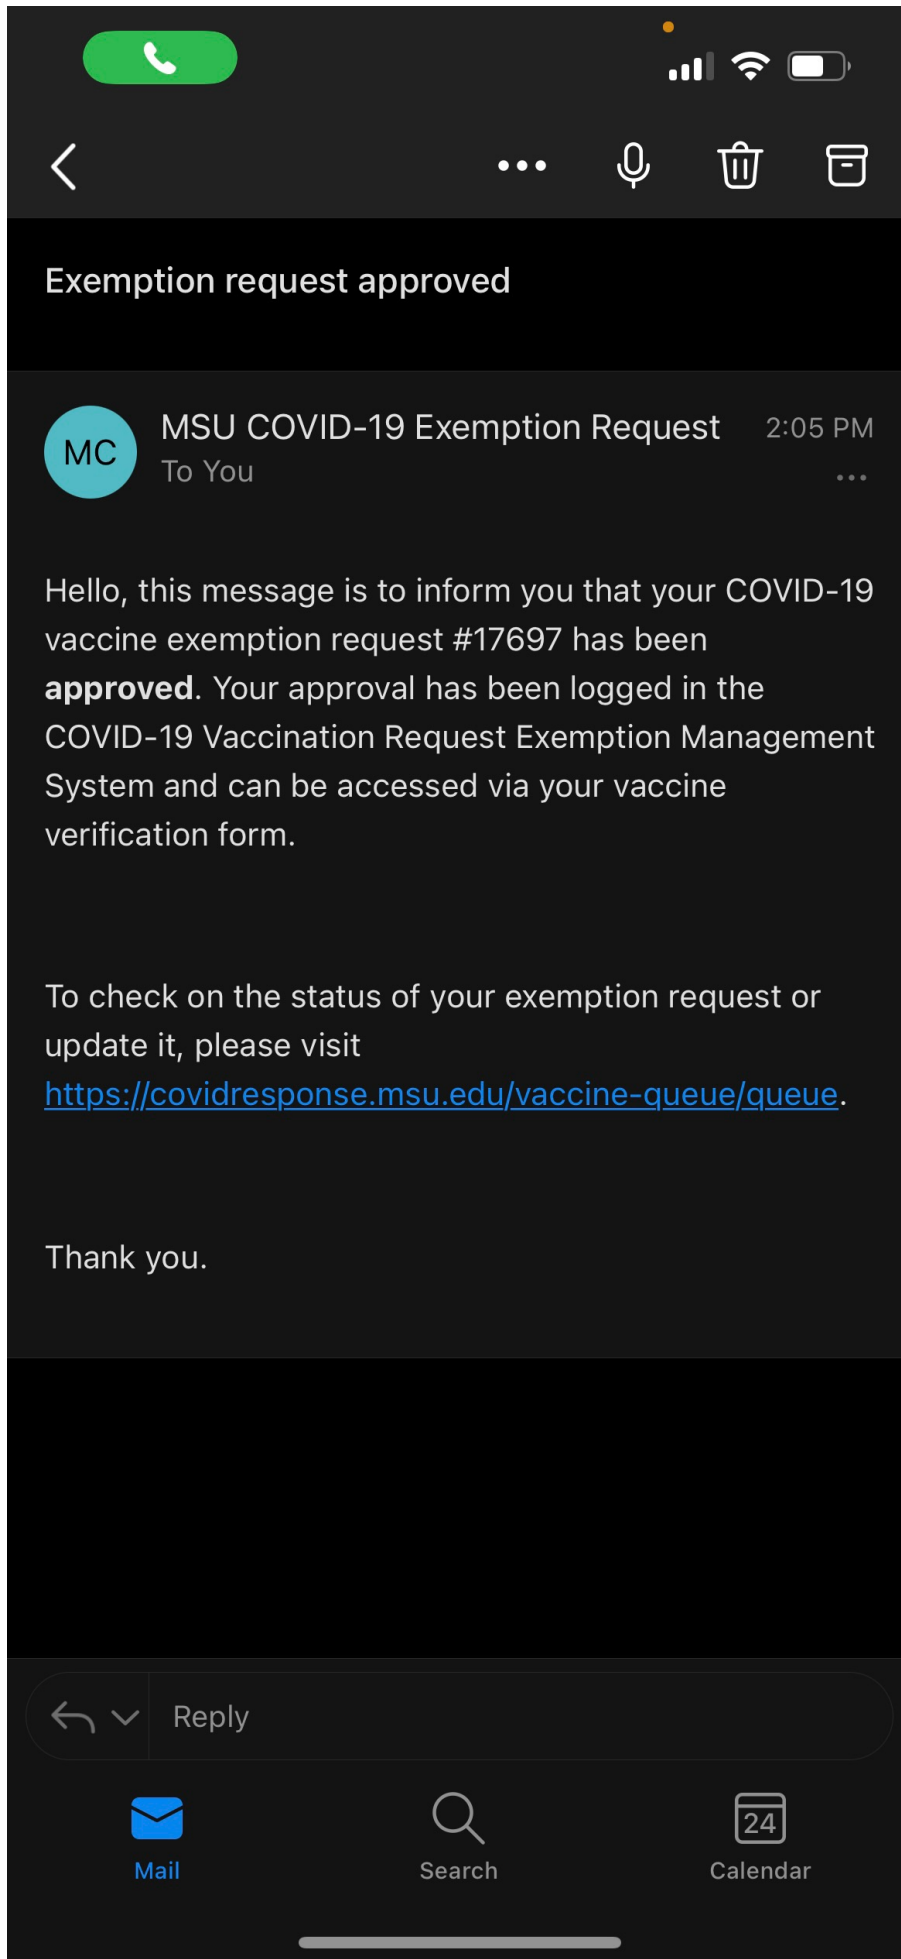 Exemption request approved
MC
MSU COVID-19 Exemption Request
2:05 PM
To You
Hello, this message is to inform you that your COVID-19
vaccine exemption request #17697 has been
approved. Your approval has been logged in the
COVID-19 Vaccination Request Exemption Management
System and can be accessed via your vaccine
verification form.
To check on the status of your exemption request or
update it, please visit
https://covidresponse.msu.edu/vaccine-queue/queue.
Thank you.
Reply
24
Mail
Search
Calendar